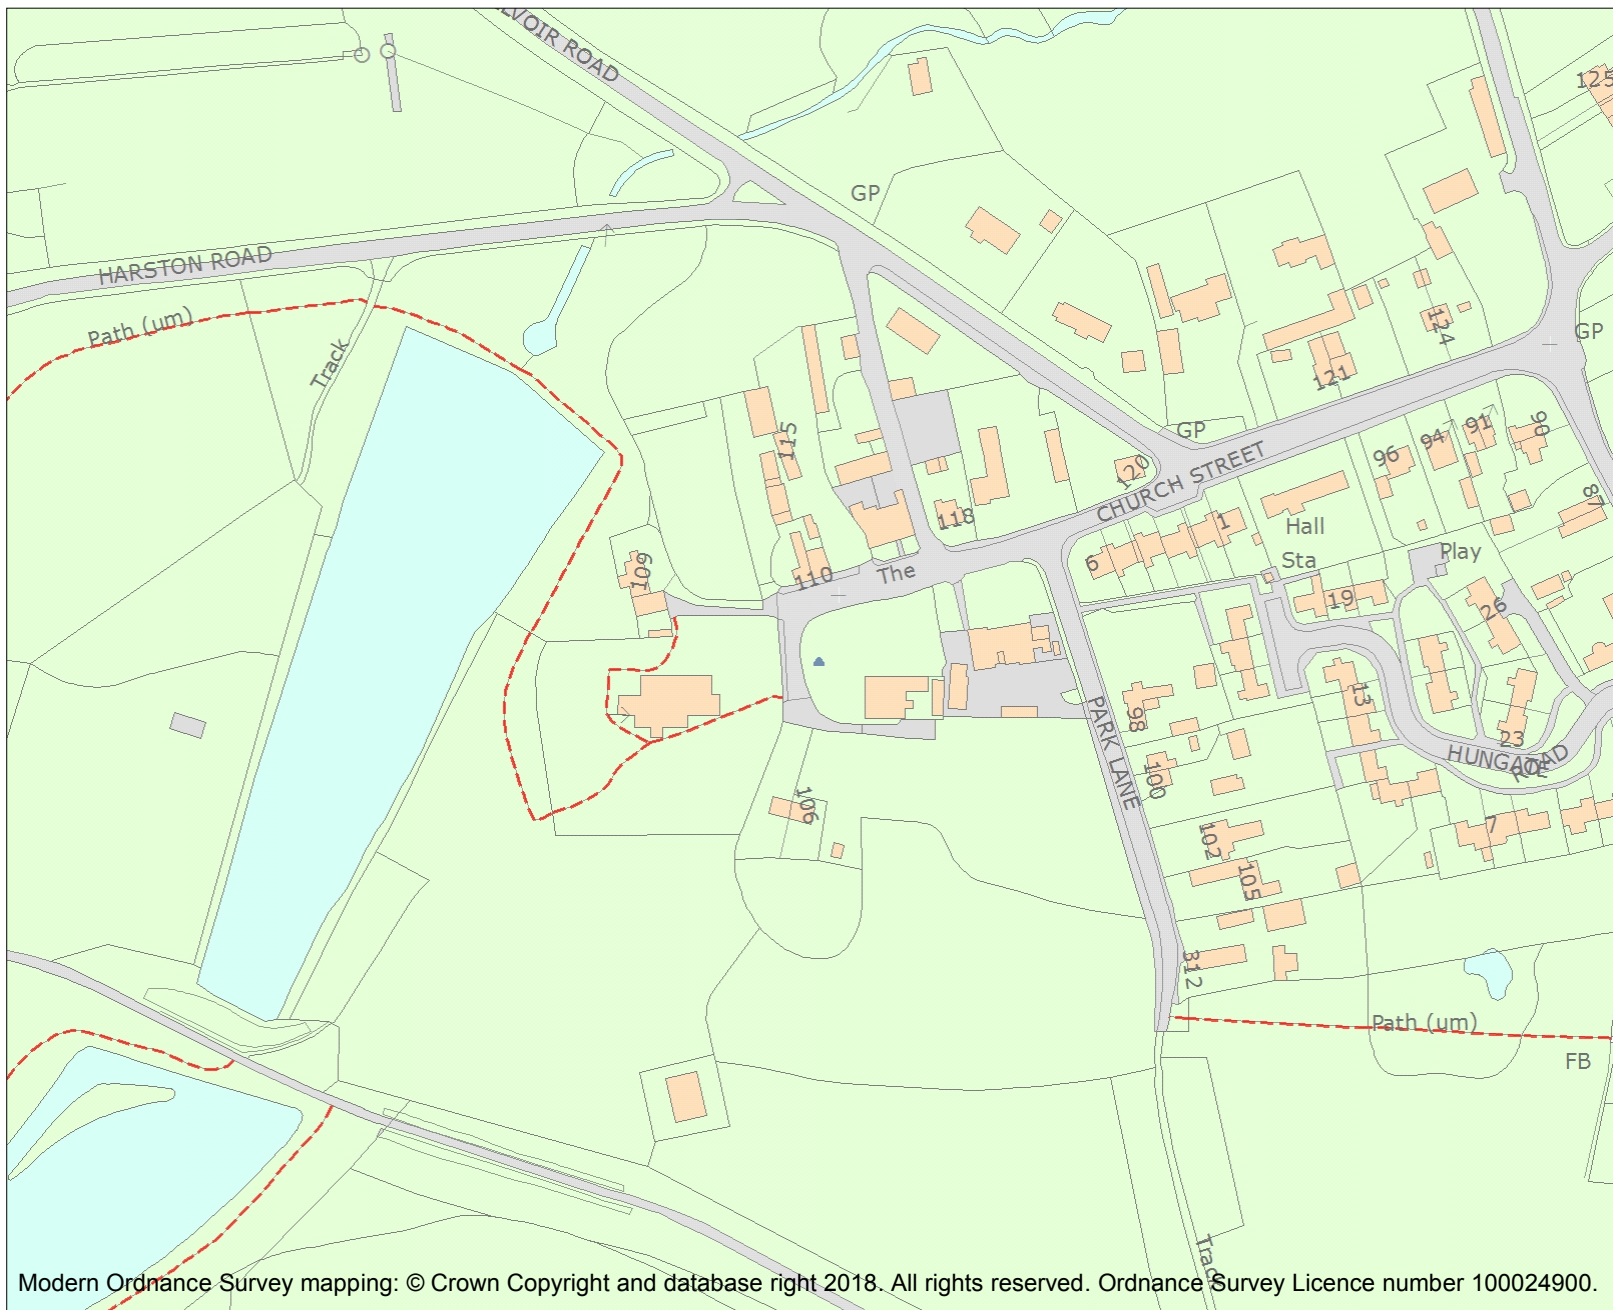 LVOIR ROAD
125
GP
HARSTON ROAD
Path (um)
Track
124
GP
121
115
GP
120
CHURCH STREET
96
94
91
90
87
118
1
Hall
Sta
Play
6
109
110
The
19
26
PARK LANE
98
13
23
HUNGATE
ROAD
100
106
102
7
105
312
Path (um)
FB
Track
Modern Ordnance Survey mapping: © Crown Copyright and database right 2018. All rights reserved. Ordnance Survey Licence number 100024900.